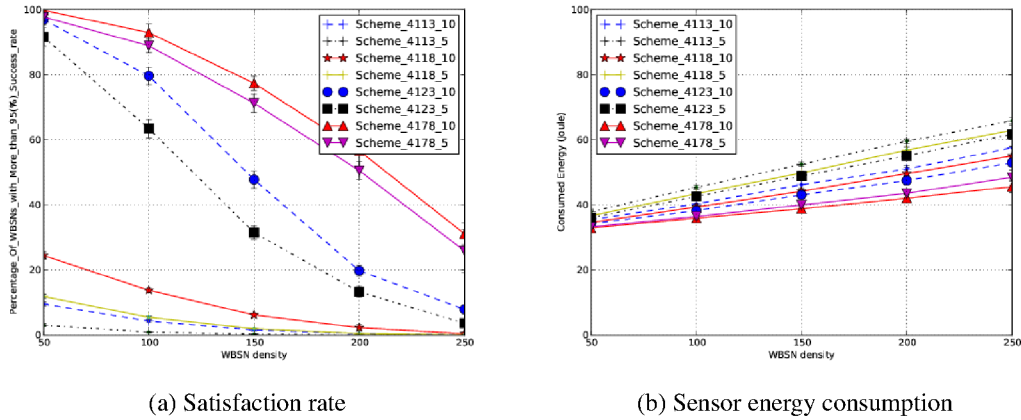 Percentage_Of_WBSNs_with_More_than_95(%)_Success_rate
100
80
60
40
20
0
50
100
150
200
250
WBSN density
Scheme_4113_10
Scheme_4113_5
Scheme_4118_10
Scheme_4118_5
Scheme_4123_10
Scheme_4123_5
Scheme_4178_10
Scheme_4178_5
(a) Satisfaction rate
Consumed Energy (joule)
100
80
60
40
20
0
50
100
150
200
250
WBSN density
Scheme_4113_10
Scheme_4113_5
Scheme_4118_10
Scheme_4118_5
Scheme_4123_10
Scheme_4123_5
Scheme_4178_10
Scheme_4178_5
(b) Sensor energy consumption